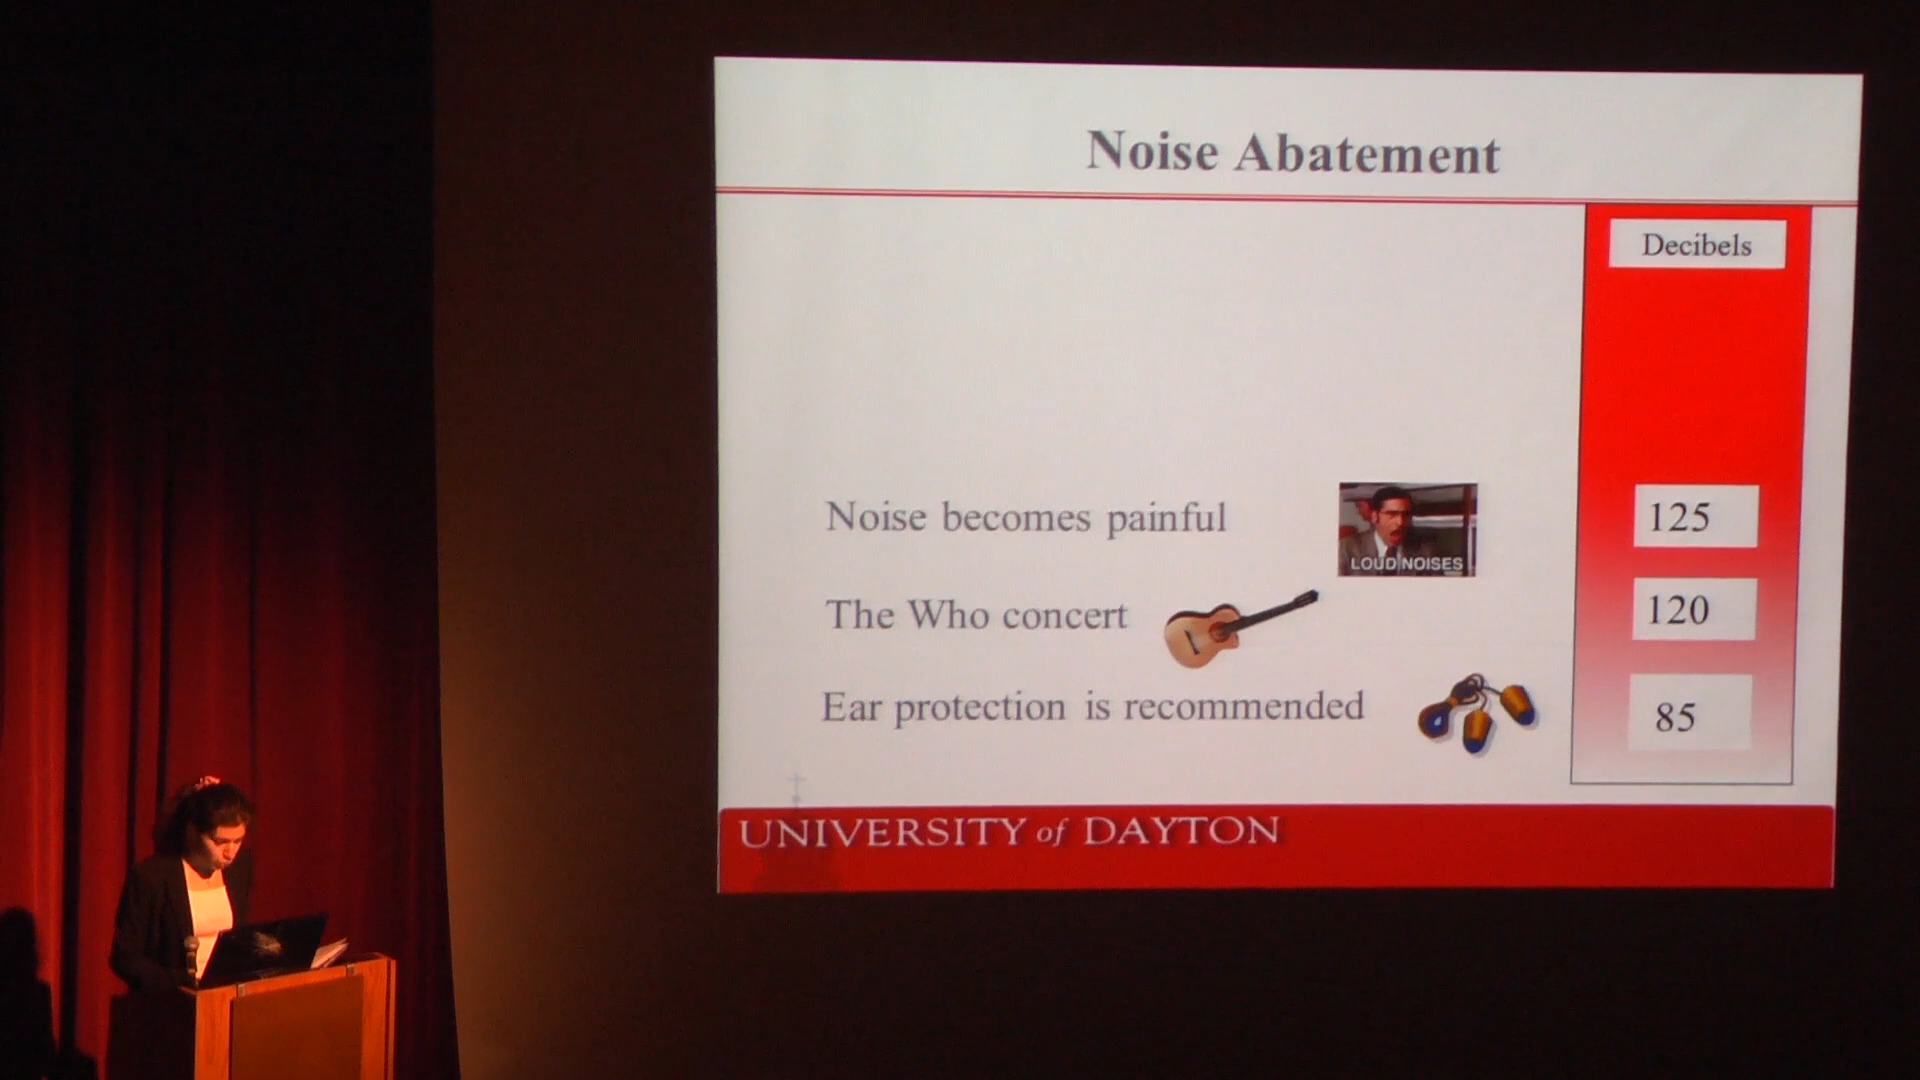 Noise Abatement
Decibels
Noise becomes painful
LOUD NOISES
125
The Who concert
120
Ear protection is recommended
85
UNIVERSITY of DAYTON